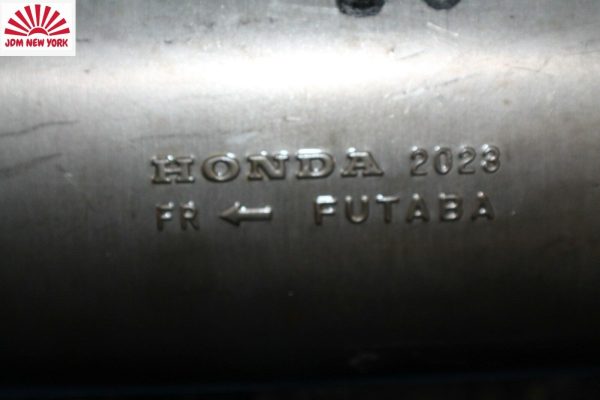 JDM NEW YORK
HONDA 2023
FR ← FUTABA